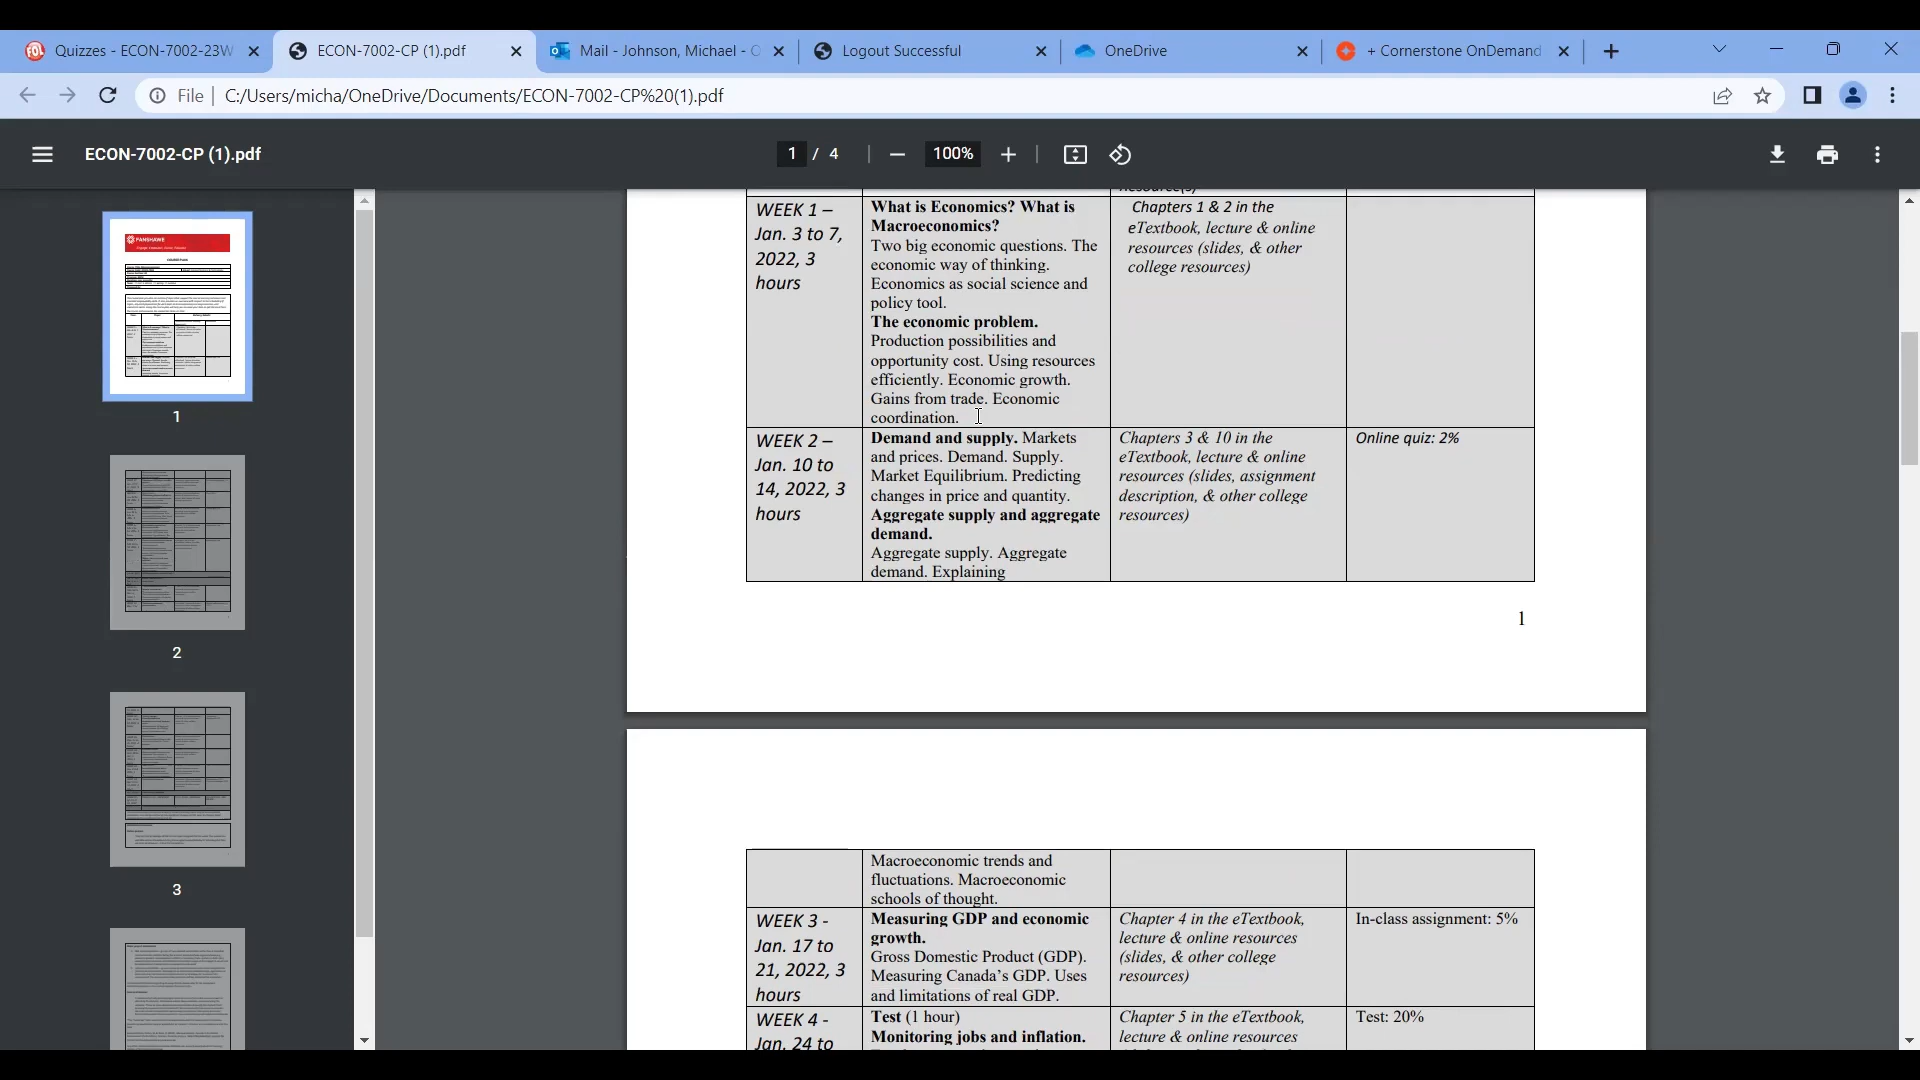 Quizzes - ECON-7002-23W
ECON-7002-CP (1).pdf
Mail - Johnson, Michael - O
Logout Successful
OneDrive
+ Cornerstone OnDemand
File
C:/Users/micha/OneDrive/Documents/ECON-7002-CP%20(1).pdf
ECON-7002-CP (1).pdf
1 / 4
100%
Resource(s)
WEEK 1 –
Jan. 3 to 7,
2022, 3
hours
What is Economics? What is
Macroeconomics?
Two big economic questions. The
economic way of thinking.
Economics as social science and
policy tool.
The economic problem.
Production possibilities and
opportunity cost. Using resources
efficiently. Economic growth.
Gains from trade. Economic
coordination.
Chapters 1 & 2 in the
eTextbook, lecture & online
resources (slides, & other
college resources)
WEEK 2 –
Jan. 10 to
14, 2022, 3
hours
Demand and supply. Markets
and prices. Demand. Supply.
Market Equilibrium. Predicting
changes in price and quantity.
Aggregate supply and aggregate
demand.
Aggregate supply. Aggregate
demand. Explaining
Chapters 3 & 10 in the
eTextbook, lecture & online
resources (slides, assignment
description, & other college
resources)
Online quiz: 2%
1
Macroeconomic trends and
fluctuations. Macroeconomic
schools of thought.
WEEK 3 -
Jan. 17 to
21, 2022, 3
hours
Measuring GDP and economic
growth.
Gross Domestic Product (GDP).
Measuring Canada's GDP. Uses
and limitations of real GDP.
Chapter 4 in the eTextbook,
lecture & online resources
(slides, & other college
resources)
In-class assignment: 5%
WEEK 4 -
Jan. 24 to
Test (1 hour)
Monitoring jobs and inflation.
Chapter 5 in the eTextbook,
lecture & online resources
Test: 20%
FANSHAWE
1
2
3